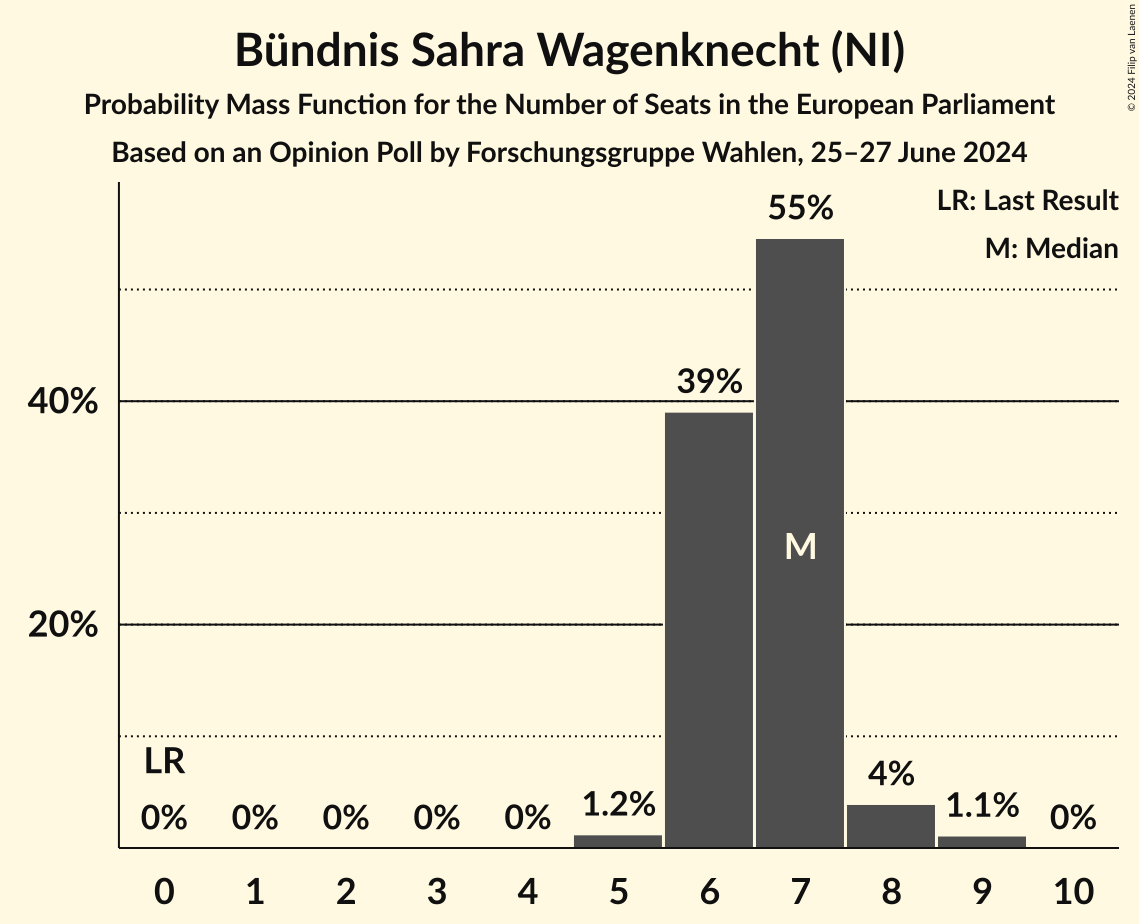 Bündnis Sahra Wagenknecht (NI)
Probability Mass Function for the Number of Seats in the European Parliament
Based on an Opinion Poll by Forschungsgruppe Wahlen, 25–27 June 2024
© 2024 Filip van Laenen
LR: Last Result
M: Median
55%
39%
40%
M
20%
LR
0% 0% 0% 0% 0% 1.2% 4% 1.1% 0%
0 1 2 3 4 5 6 7 8 9 10